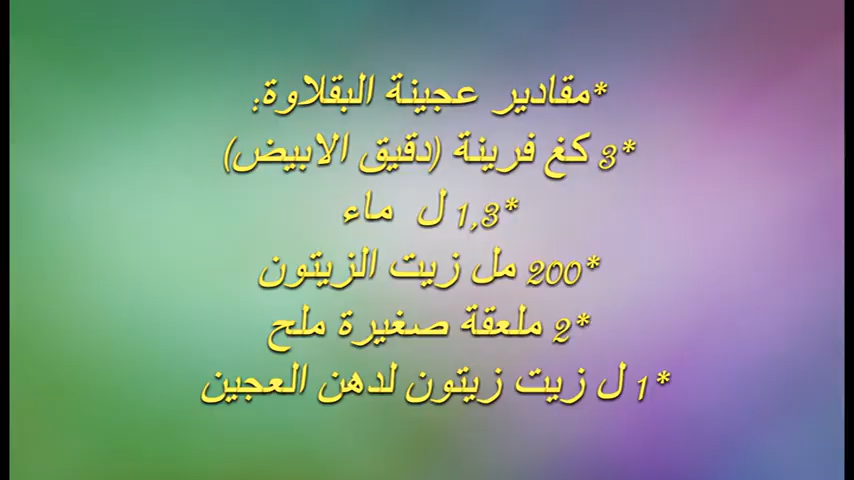 *مقادير عجينة البقلاوة:
*3 كغ فرينة (دقيق الابيض)
*1,3 ل ماء
*200 مل زيت الزيتون
*2 ملعقة صغيرة ملح
*1 ل زيت زيتون لدهن العجين